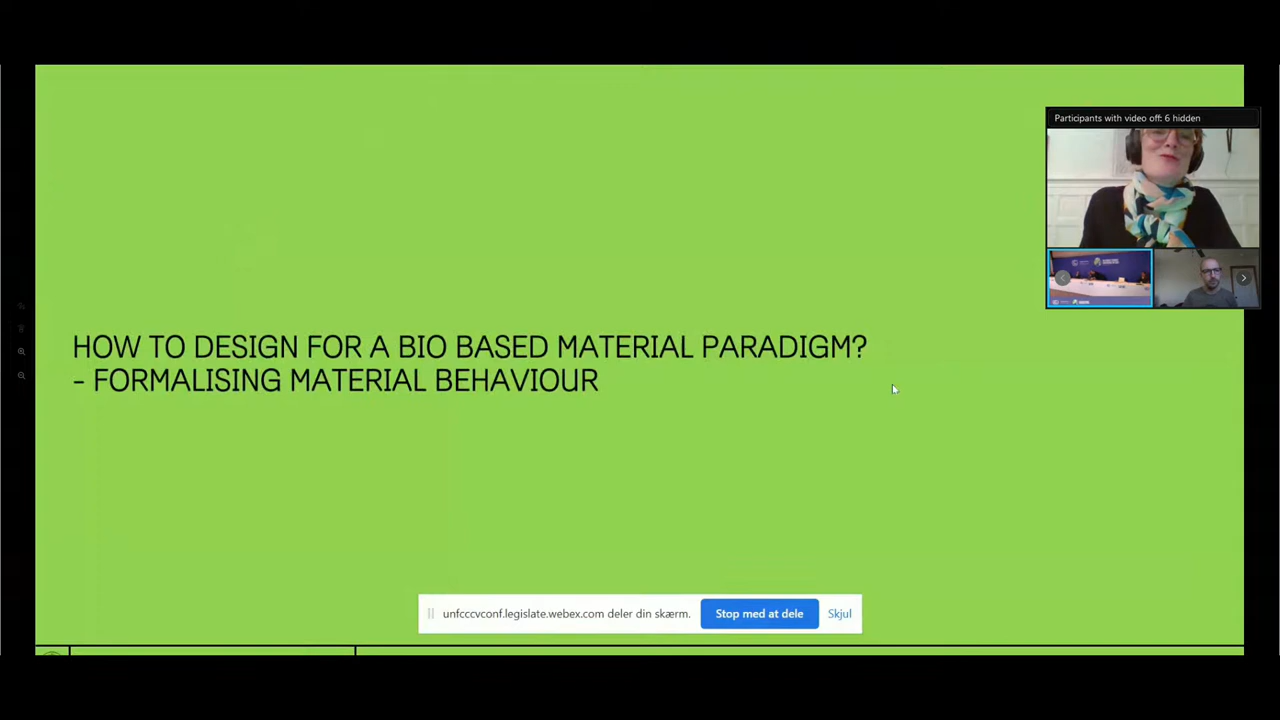 Participants with video off: 6 hidden
HOW TO DESIGN FOR A BIO BASED MATERIAL PARADIGM?
- FORMALISING MATERIAL BEHAVIOUR
unfcccvconf.legislate.webex.com deler din skærm.
Stop med at dele
Skjul